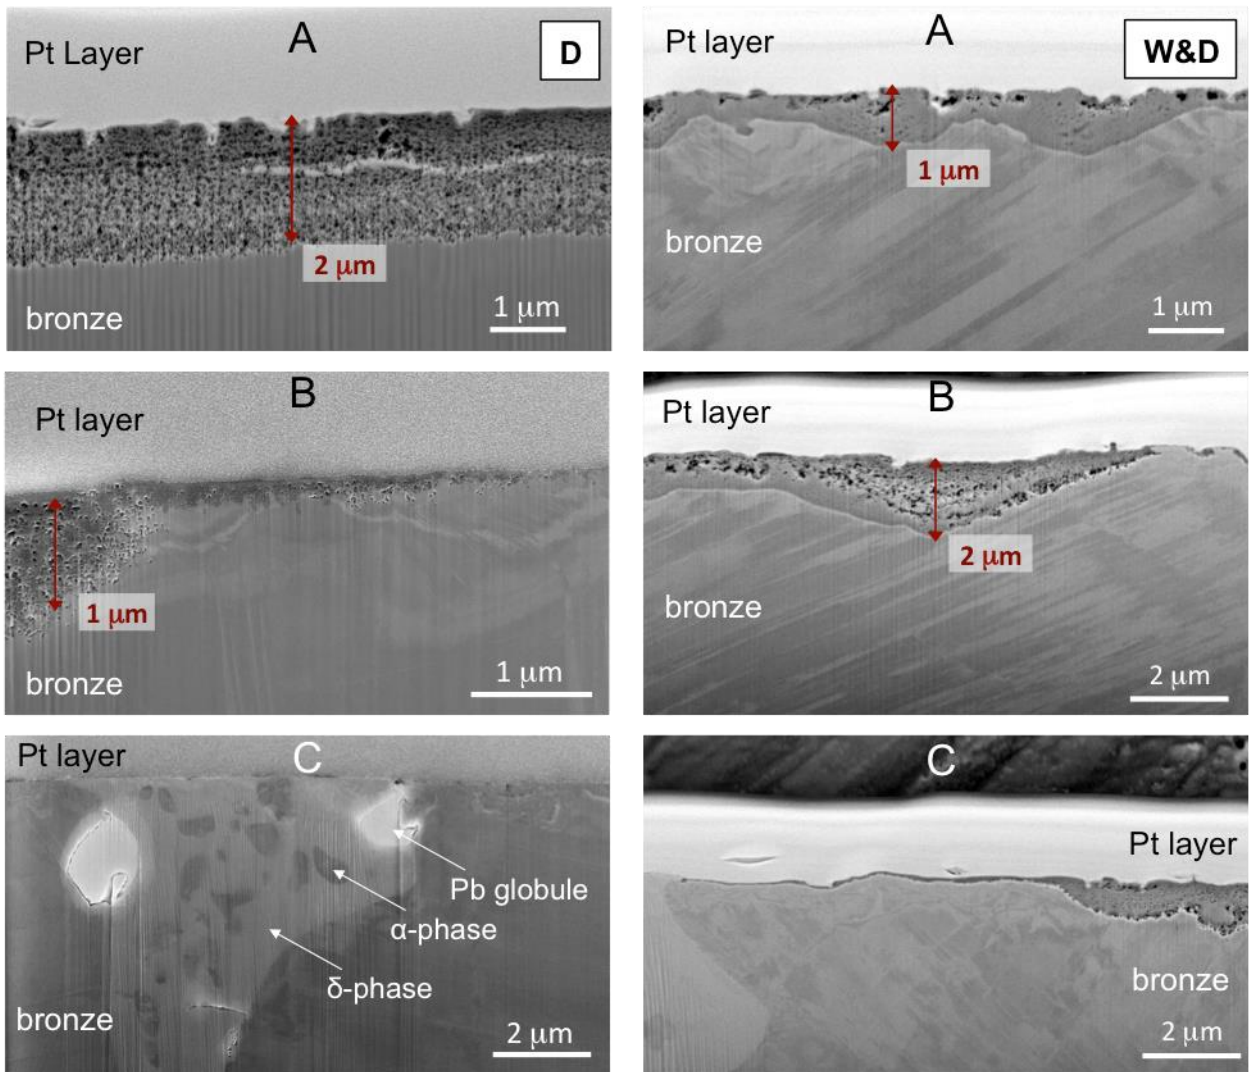 Pt Layer
A
D
2 μm
bronze
1 μm
Pt layer
A
W&D
1 μm
bronze
1 μm
Pt layer
B
1 μm
bronze
1 μm
Pt layer
B
2 μm
bronze
2 μm
Pt layer
C
Pb globule
α-phase
δ-phase
bronze
2 μm
C
Pt layer
bronze
2 μm